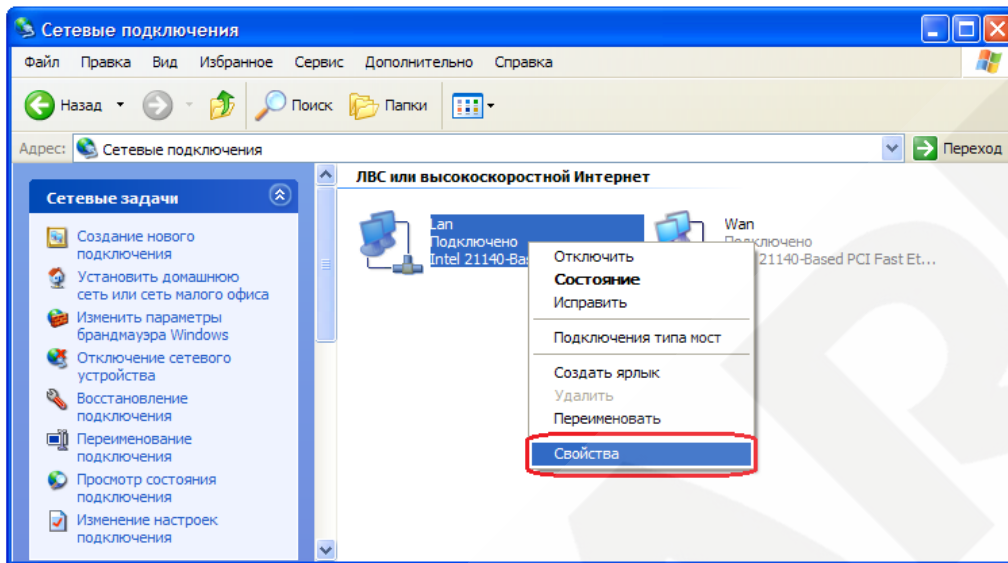 Сетевые подключения
Файл Правка Вид Избранное Сервис Дополнительно Справка
Назад Поиск Папки
Адрес: Сетевые подключения Переход
Сетевые задачи
Создание нового
подключения
Установить домашнюю
сеть или сеть малого офиса
Изменить параметры
брандмауэра Windows
Отключение сетевого
устройства
Восстановление
подключения
Переименование
подключения
Просмотр состояния
подключения
Изменение настроек
подключения
ЛВС или высокоскоростной Интернет
Lan
Подключено
Intel 21140-Bas
Wan
Подключено
21140-Based PCI Fast Et...
Отключить
Состояние
Исправить
Подключения типа мост
Создать ярлык
Удалить
Переименовать
Свойства